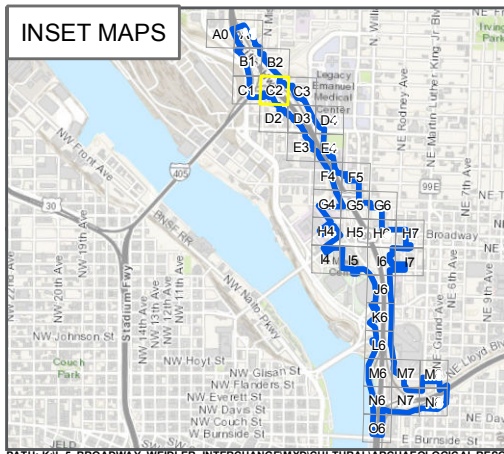 INSET MAPS
A0
B1
B2
C1
C2
C3
D2
D3
D4
E3
E4
F4
F5
G4
G5
G6
H4
H5
H7
I4
I5
I6
I7
J6
K6
L6
M6
M7
N6
N7
O6
Legacy
Emanuel
Medical
Center
NE Rodney Ave
NE Martin Luther King Jr Blvd
NE 7th Ave
99E
Broadway
NE 6th Ave
NE 9th Ave
NE Grand Ave
NE Lloyd Blvd
E Burnside St
NW Front Ave
405
30
BNSF RR
NW Naito Pkwy
NW 22nd Ave
NW 19th Ave
Stadium Fwy
NW 14th Ave
NW 13th Ave
NW 12th Ave
NW 11th Ave
NW 20th Ave
NW Johnson St
Couch
Park
NW Hoyt St
NW Glisan St
NW Flanders St
NW Everett St
NW Davis St
NW Couch St
W Burnside St